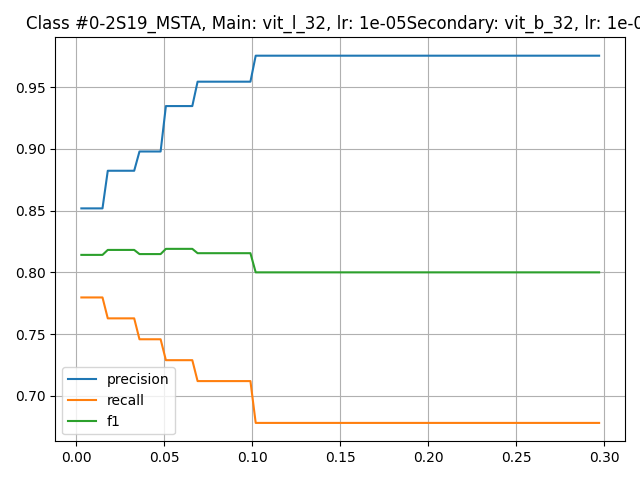 Class #0-2S19_MSTA, Main: vit_l_32, lr: 1e-05Secondary: vit_b_32, lr: 1e-0
0.95
0.90
0.85
0.80
0.75
0.70
precision
recall
f1
0.00 0.05 0.10 0.15 0.20 0.25 0.30